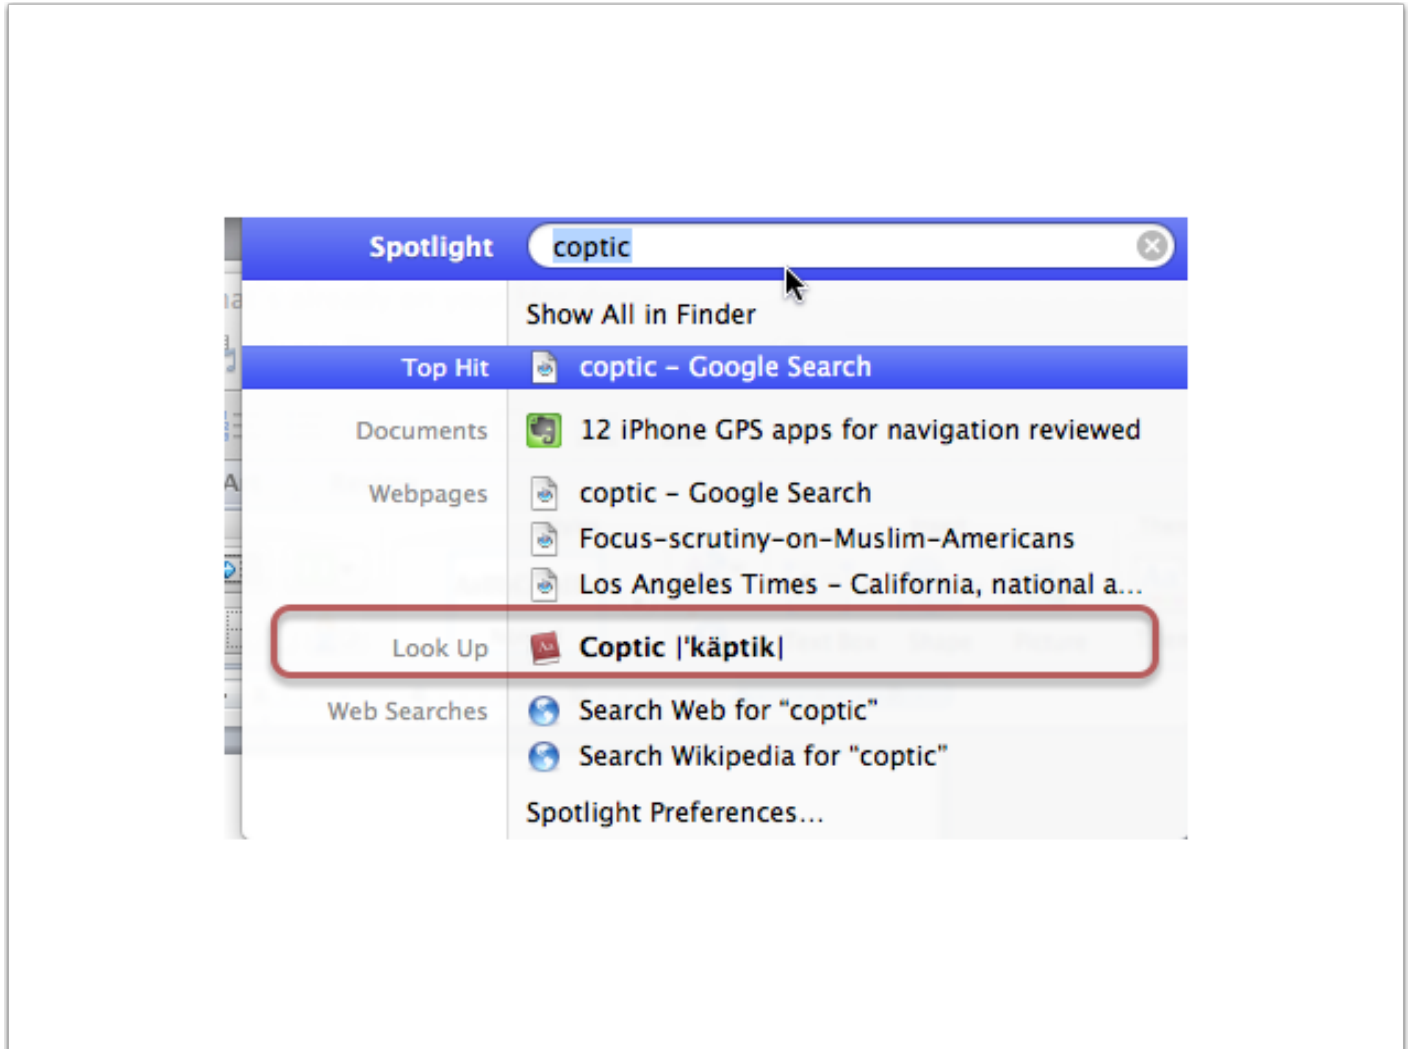 Spotlight coptic
Show All in Finder
Top Hit coptic – Google Search
Documents 12 iPhone GPS apps for navigation reviewed
Webpages coptic – Google Search
Focus-scrutiny-on-Muslim-Americans
Los Angeles Times – California, national a...
Look Up Coptic |'käptik|
Web Searches Search Web for “coptic”
Search Wikipedia for “coptic”
Spotlight Preferences...